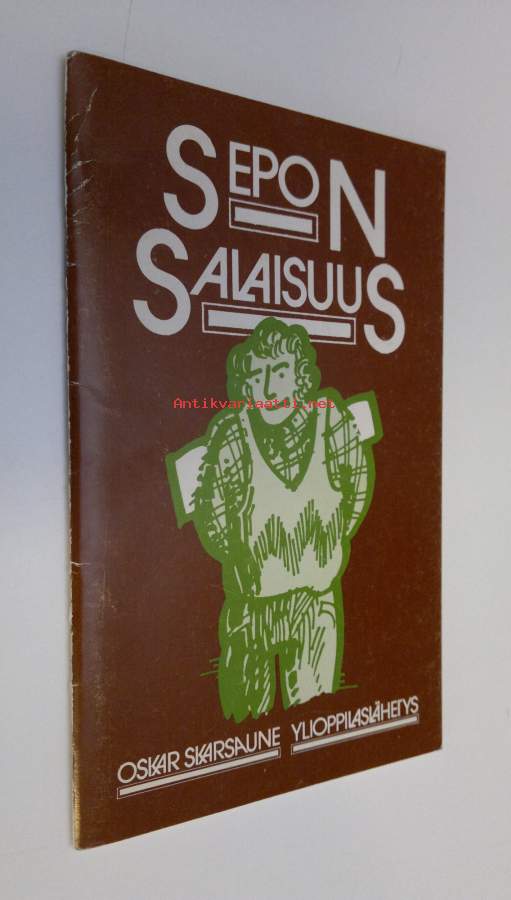 SEPON
SALAISUUS
Antikvariaatti.net
OSKAR SKARSAUNE YLIOPPILASLÄHETYS